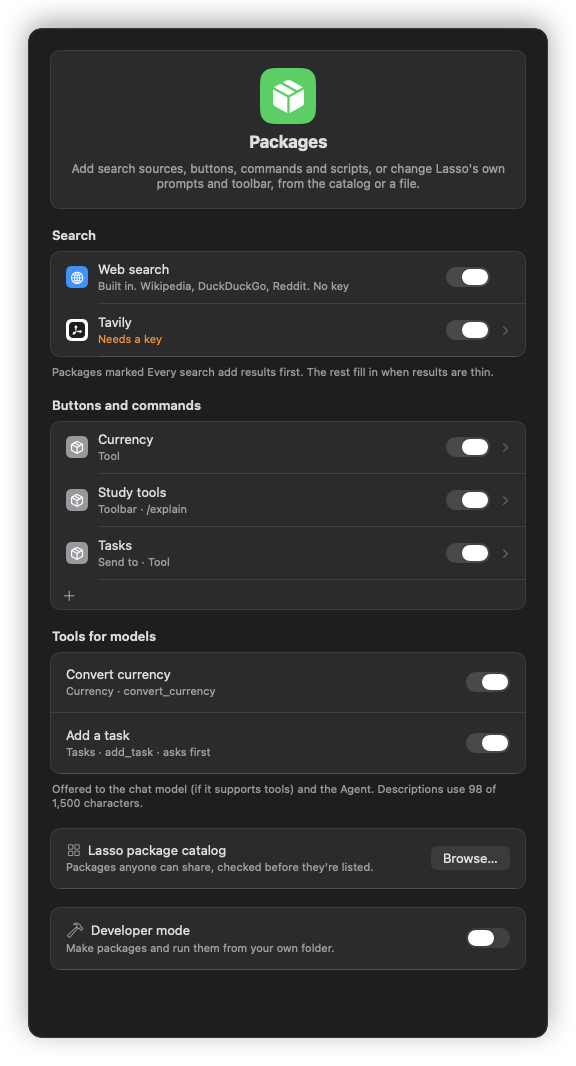 Packages
Add search sources, buttons, commands and scripts, or change Lasso's own
prompts and toolbar, from the catalog or a file.
Search
Web search
Built in. Wikipedia, DuckDuckGo, Reddit. No key
Tavily
Needs a key
Packages marked Every search add results first. The rest fill in when results are thin.
Buttons and commands
Currency
Tool
Study tools
Toolbar · /explain
Tasks
Send to · Tool
Tools for models
Convert currency
Currency · convert_currency
Add a task
Tasks · add_task · asks first
Offered to the chat model (if it supports tools) and the Agent. Descriptions use 98 of
1,500 characters.
Lasso package catalog
Packages anyone can share, checked before they're listed.
Browse...
Developer mode
Make packages and run them from your own folder.